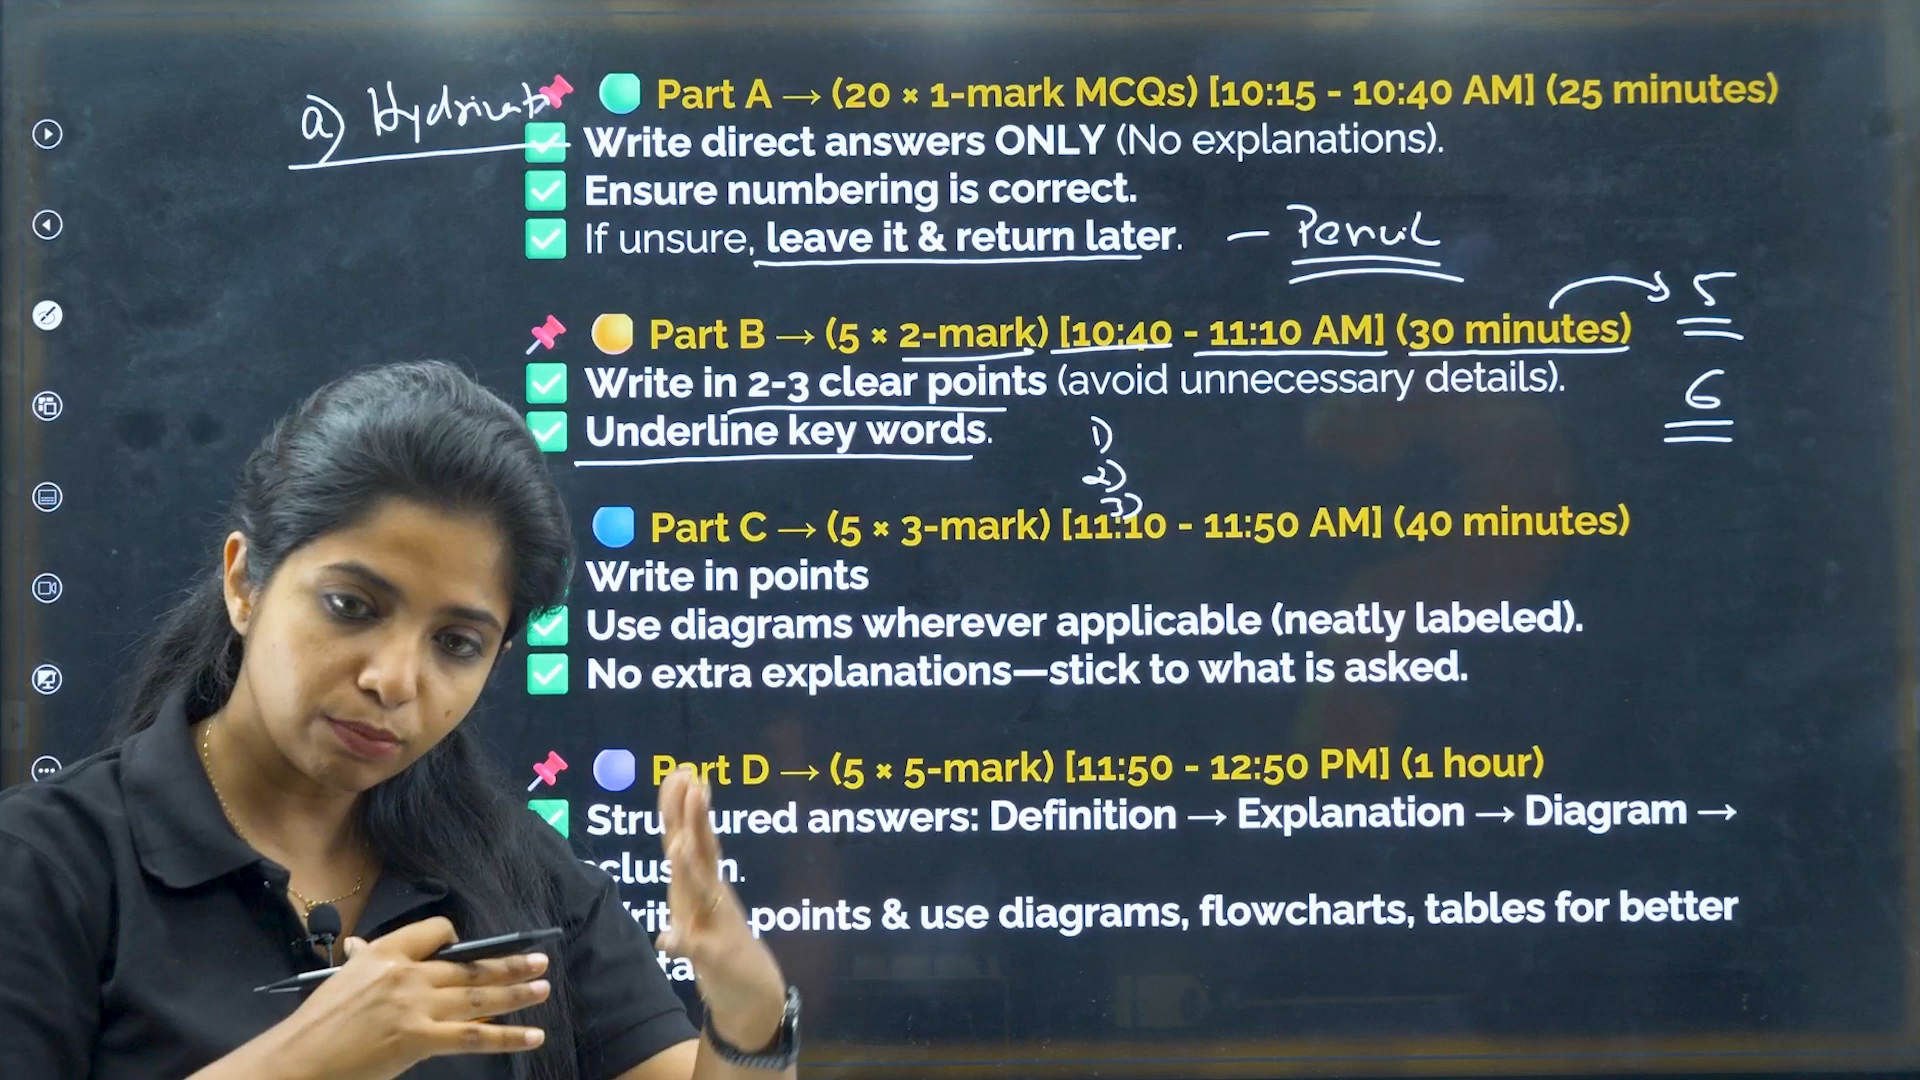 a)
Part A → (20 × 1-mark MCQs) [10:15 - 10:40 AM] (25 minutes)
Write direct answers ONLY (No explanations).
Ensure numbering is correct.
If unsure, leave it & return later. – Pencil
Part B → (5 × 2-mark) [10:40 - 11:10 AM] (30 minutes) 5
Write in 2-3 clear points (avoid unnecessary details). 6
Underline key words.
1)
2)
3)
Part C → (5 × 3-mark) [11:10 - 11:50 AM] (40 minutes)
Write in points
Use diagrams wherever applicable (neatly labeled).
No extra explanations—stick to what is asked.
Part D → (5 × 5-mark) [11:50 - 12:50 PM] (1 hour)
answers: Definition → Explanation → Diagram →
points & use diagrams, flowcharts, tables for better